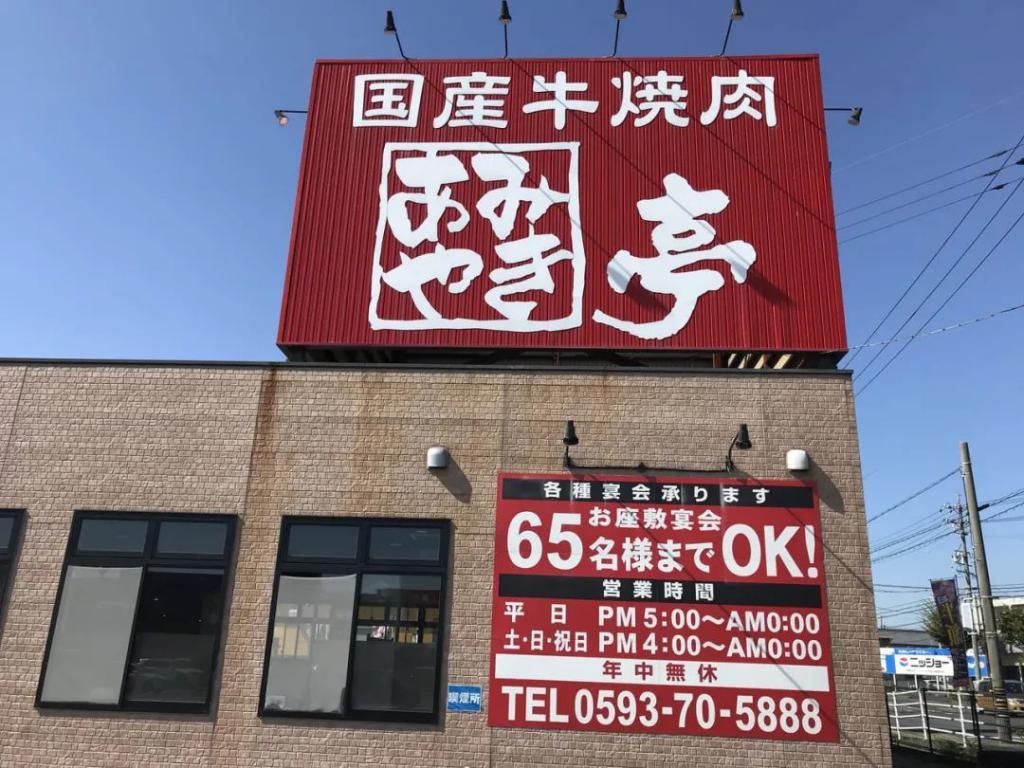 国産牛焼肉
あみやき亭
各種宴会承ります
お座敷宴会
65名様までOK!
営業時間
平日 PM 5:00〜AM0:00
土・日・祝日 PM 4:00〜AM0:00
年中無休
TEL 0593-70-5888
喫煙所
ニッショー